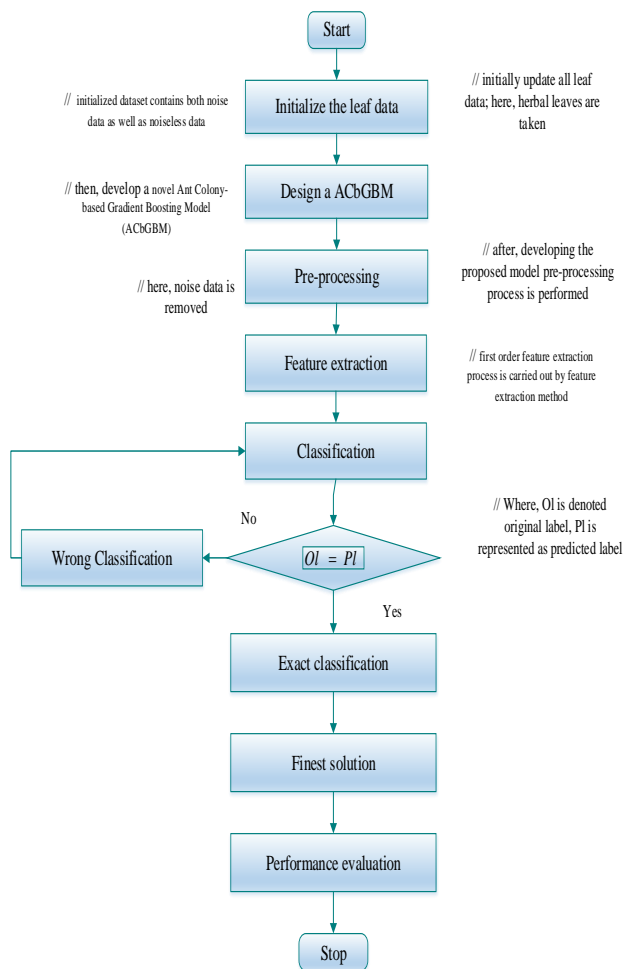 Start
// initialized dataset contains both noise
data as well as noiseless data
Initialize the leaf data
// initially update all leaf
data; here, herbal leaves are
taken
// then, develop a novel Ant Colony-
based Gradient Boosting Model
(ACbGBM)
Design a ACbGBM
// here, noise data is
removed
Pre-processing
// after, developing the
proposed model pre-processing
process is performed
Feature extraction
// first order feature extraction
process is carried out by feature
extraction method
Classification
No
Wrong Classification
Ol = Pl
// Where, Ol is denoted
original label, Pl is
represented as predicted label
Yes
Exact classification
Finest solution
Performance evaluation
Stop